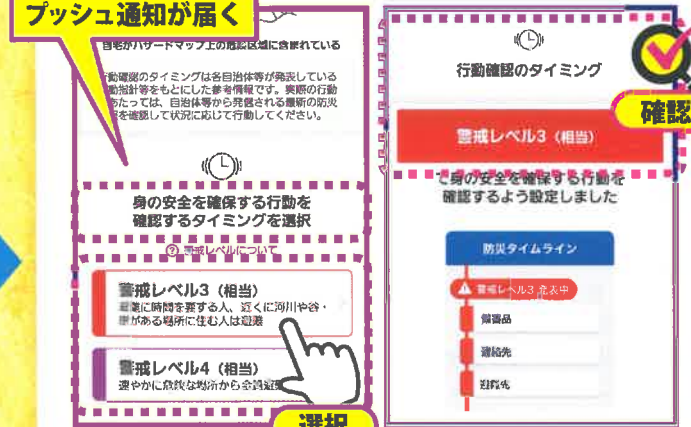 プッシュ通知が届く
自宅がハザードマップ上の危険区域に含まれている
行動確認のタイミングは各自治体等が発表している
行動指針等をもとにした参考情報です。実際の行動
にあたっては、自治体等から発信される最新の防災
を確認して状況に応じて行動してください。
身の安全を確保する行動を
確認するタイミングを選択
警戒レベルについて
警戒レベル3（相当）
避難に時間を要する人、近くに河川や谷・
崖がある場所に住む人は避難
警戒レベル4（相当）
速やかに危険な場所から全員避難
選択
行動確認のタイミング
確認
警戒レベル3（相当）
で身の安全を確保する行動を
確認するよう設定しました
防災タイムライン
警戒レベル3 発表中
備蓄品
連絡先
避難先